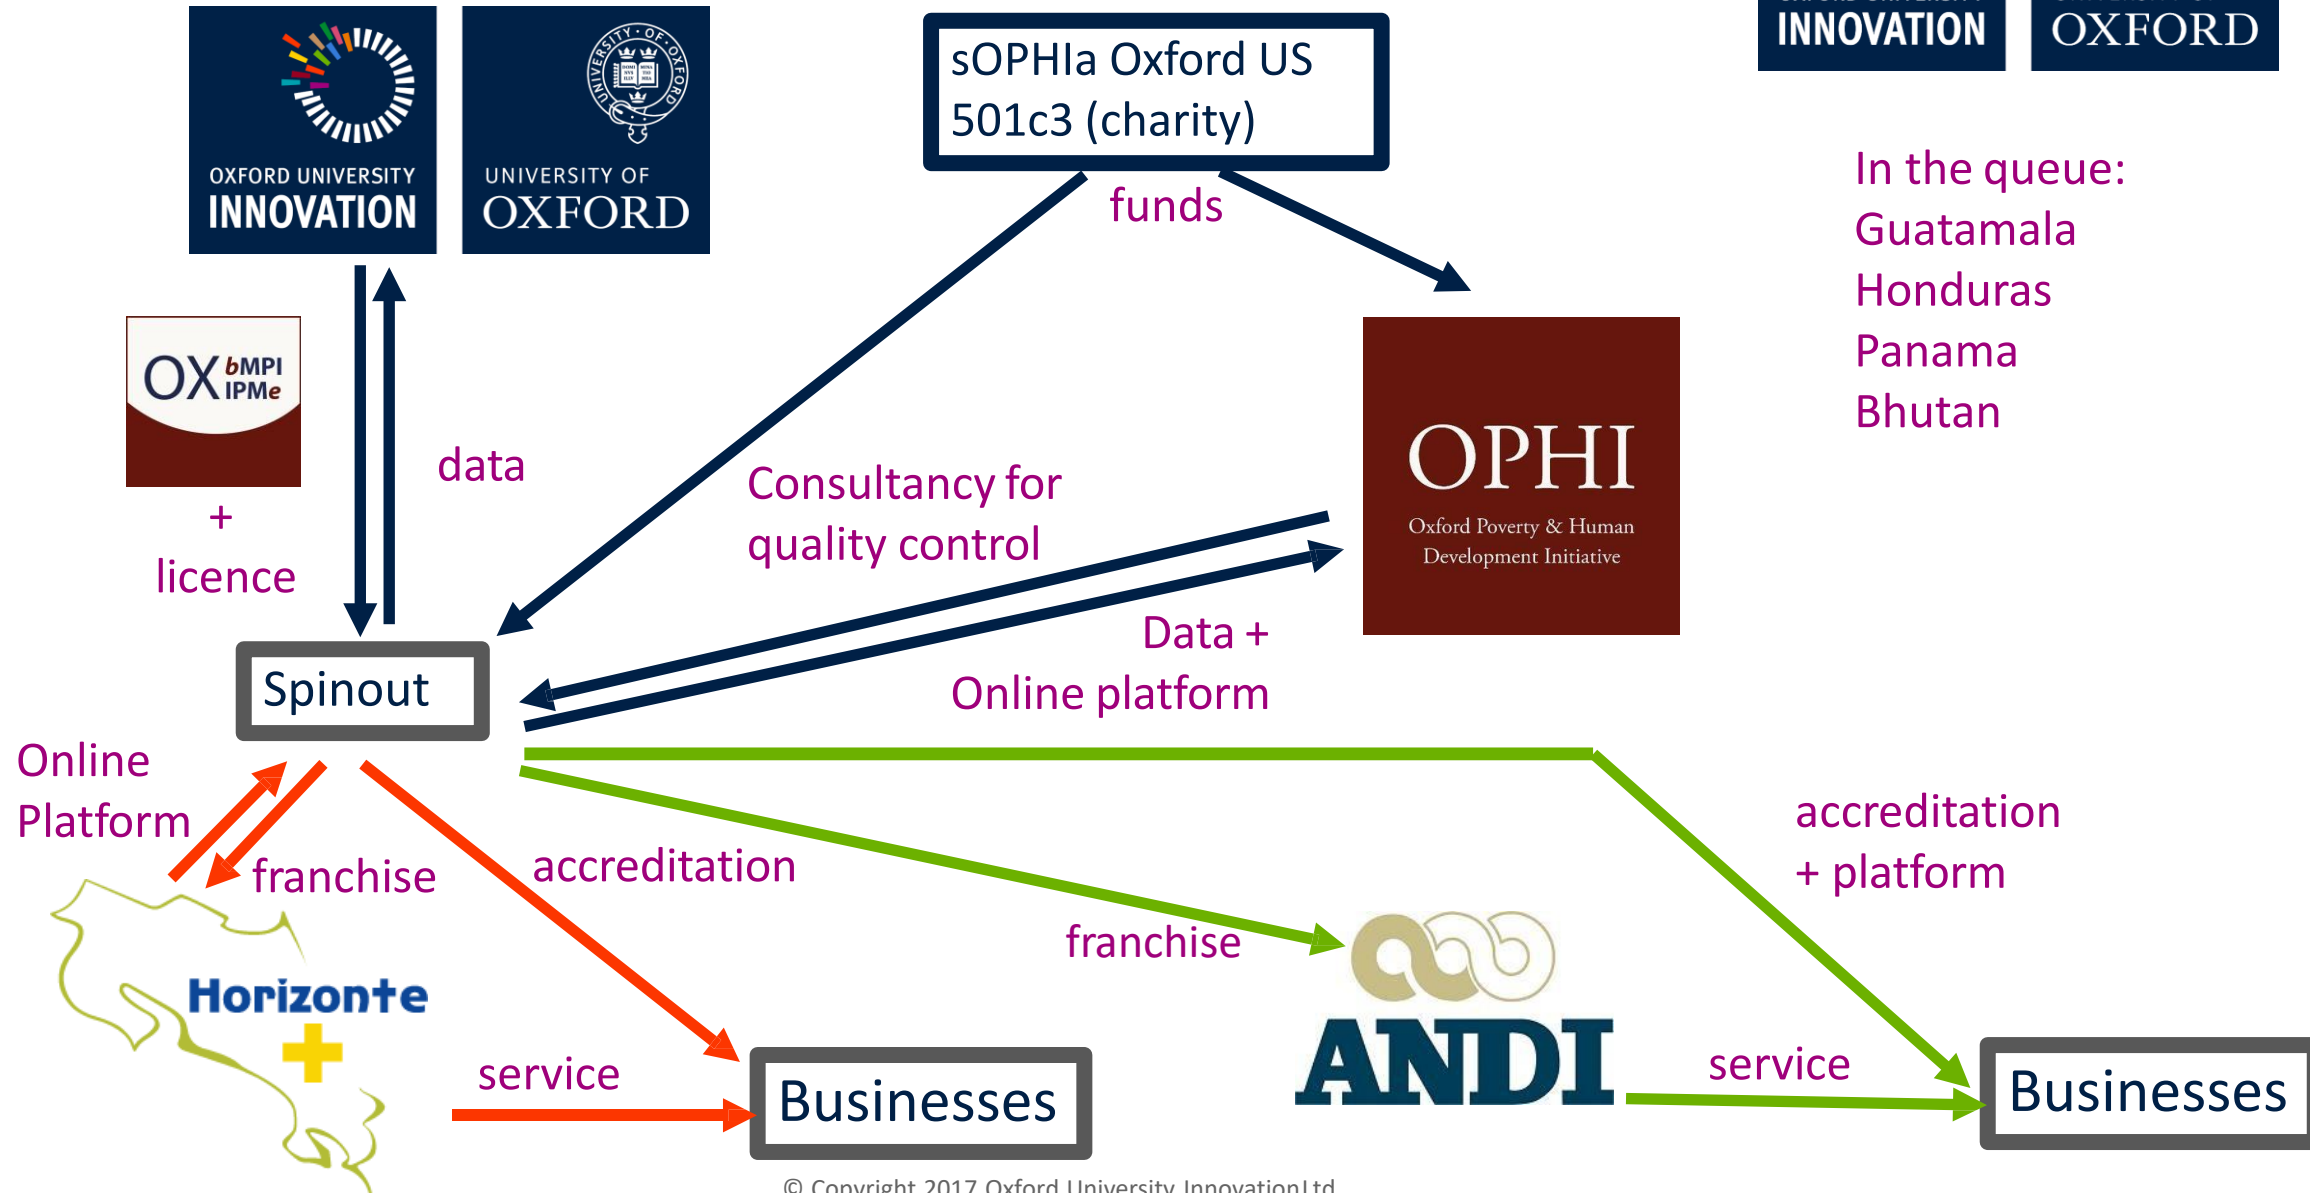 OXFORD UNIVERSITY
INNOVATION
UNIVERSITY OF
OXFORD
UNIVERSITY·OF·OXFORD
sOPHIa Oxford US
501c3 (charity)
INNOVATION
OXFORD
In the queue:
Guatamala
Honduras
Panama
Bhutan
funds
OX bMPI
IPMe
+
licence
data
Consultancy for
quality control
OPHI
Oxford Poverty & Human
Development Initiative
Data +
Online platform
Spinout
Online
Platform
franchise
accreditation
franchise
accreditation
+ platform
Horizonte
service
Businesses
ANDI
service
Businesses
© Copyright 2017 Oxford University Innovation Ltd